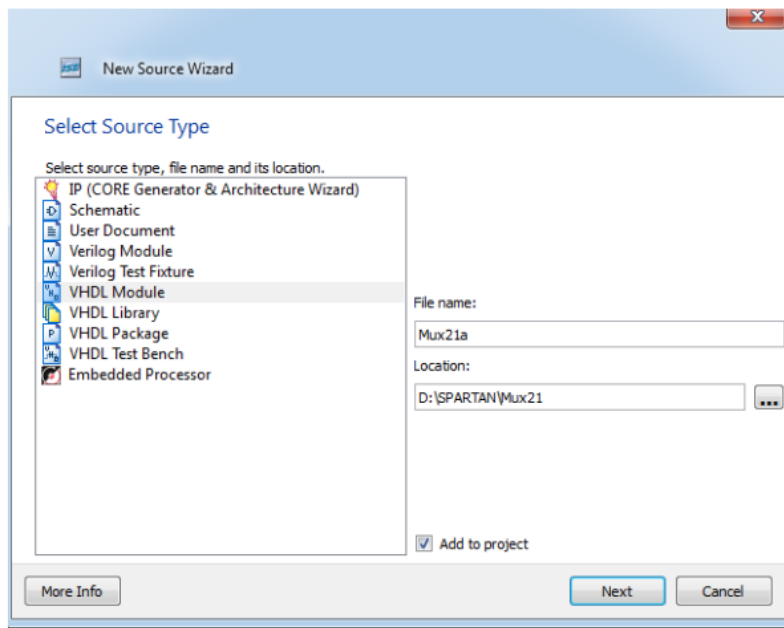 New Source Wizard
Select Source Type
Select source type, file name and its location.
IP (CORE Generator & Architecture Wizard)
Schematic
User Document
Verilog Module
Verilog Test Fixture
VHDL Module
VHDL Library
VHDL Package
VHDL Test Bench
Embedded Processor
File name:
Mux21a
Location:
D:\SPARTAN\Mux21
...
Add to project
More Info
Next
Cancel